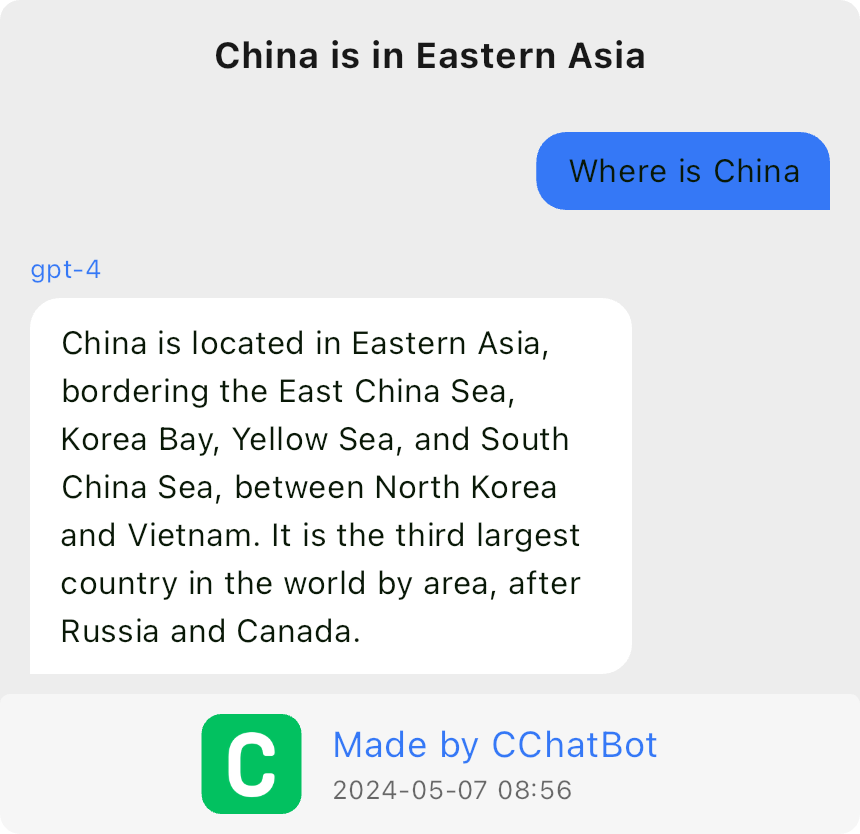 China is in Eastern Asia
Where is China
gpt-4
China is located in Eastern Asia,
bordering the East China Sea,
Korea Bay, Yellow Sea, and South
China Sea, between North Korea
and Vietnam. It is the third largest
country in the world by area, after
Russia and Canada.
C
Made by CChatBot
2024-05-07 08:56